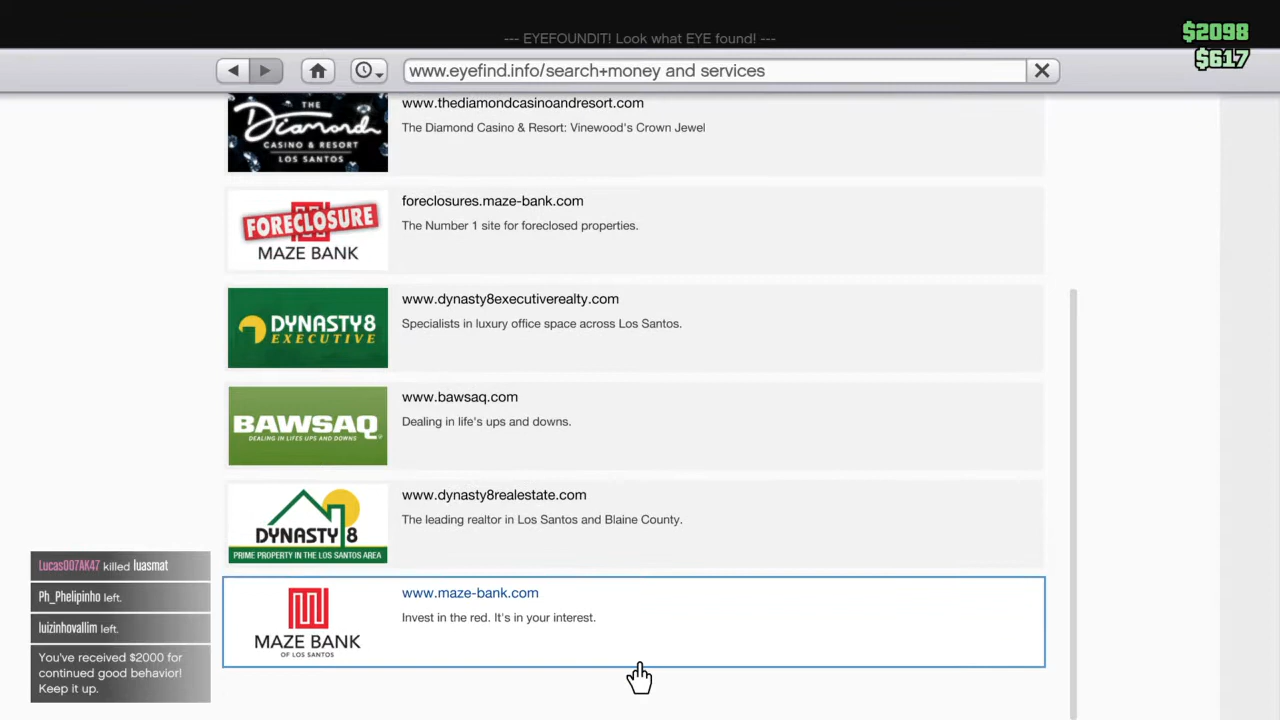 --- EYEFOUNDIT! Look what EYE found! ---
$2098
$617
www.eyefind.info/search+money and services
THE
Diamond
CASINO & RESORT
LOS SANTOS
www.thediamondcasinoandresort.com
The Diamond Casino & Resort: Vinewood's Crown Jewel
FORECLOSURE
MAZE BANK
foreclosures.maze-bank.com
The Number 1 site for foreclosed properties.
DYNASTY8
EXECUTIVE
www.dynasty8executiverealty.com
Specialists in luxury office space across Los Santos.
BAWSAQ
DEALING IN LIFES UPS AND DOWNS
www.bawsaq.com
Dealing in life's ups and downs.
DYNASTY 8
PRIME PROPERTY IN THE LOS SANTOS AREA
www.dynasty8realestate.com
The leading realtor in Los Santos and Blaine County.
MAZE BANK
OF LOS SANTOS
www.maze-bank.com
Invest in the red. It's in your interest.
Lucas007AK47 killed luasmat
Ph_Phelipinho left.
luizinhovallim left.
You've received $2000 for
continued good behavior!
Keep it up.